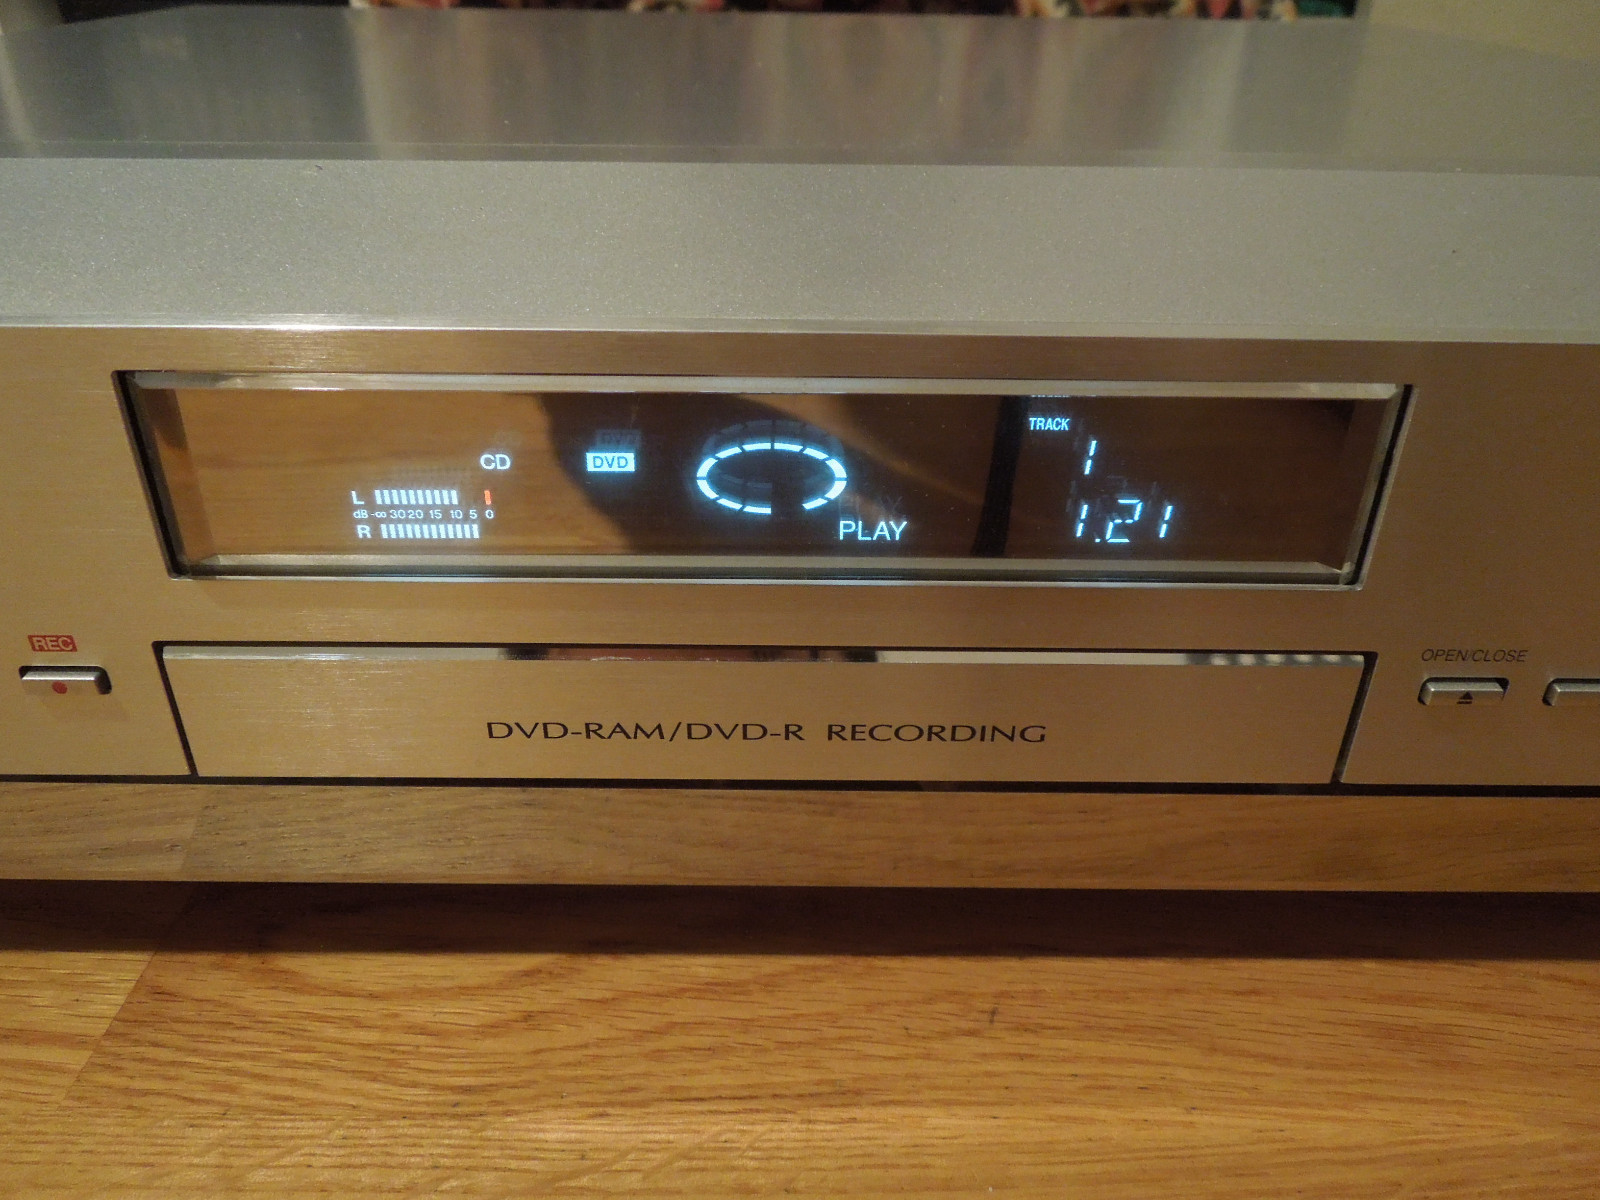 TRACK
1
CD
DVD
L
dB -∞ 30 20 15 10 5 0
R
PLAY
1.21
REC
OPEN/CLOSE
DVD-RAM/DVD-R RECORDING